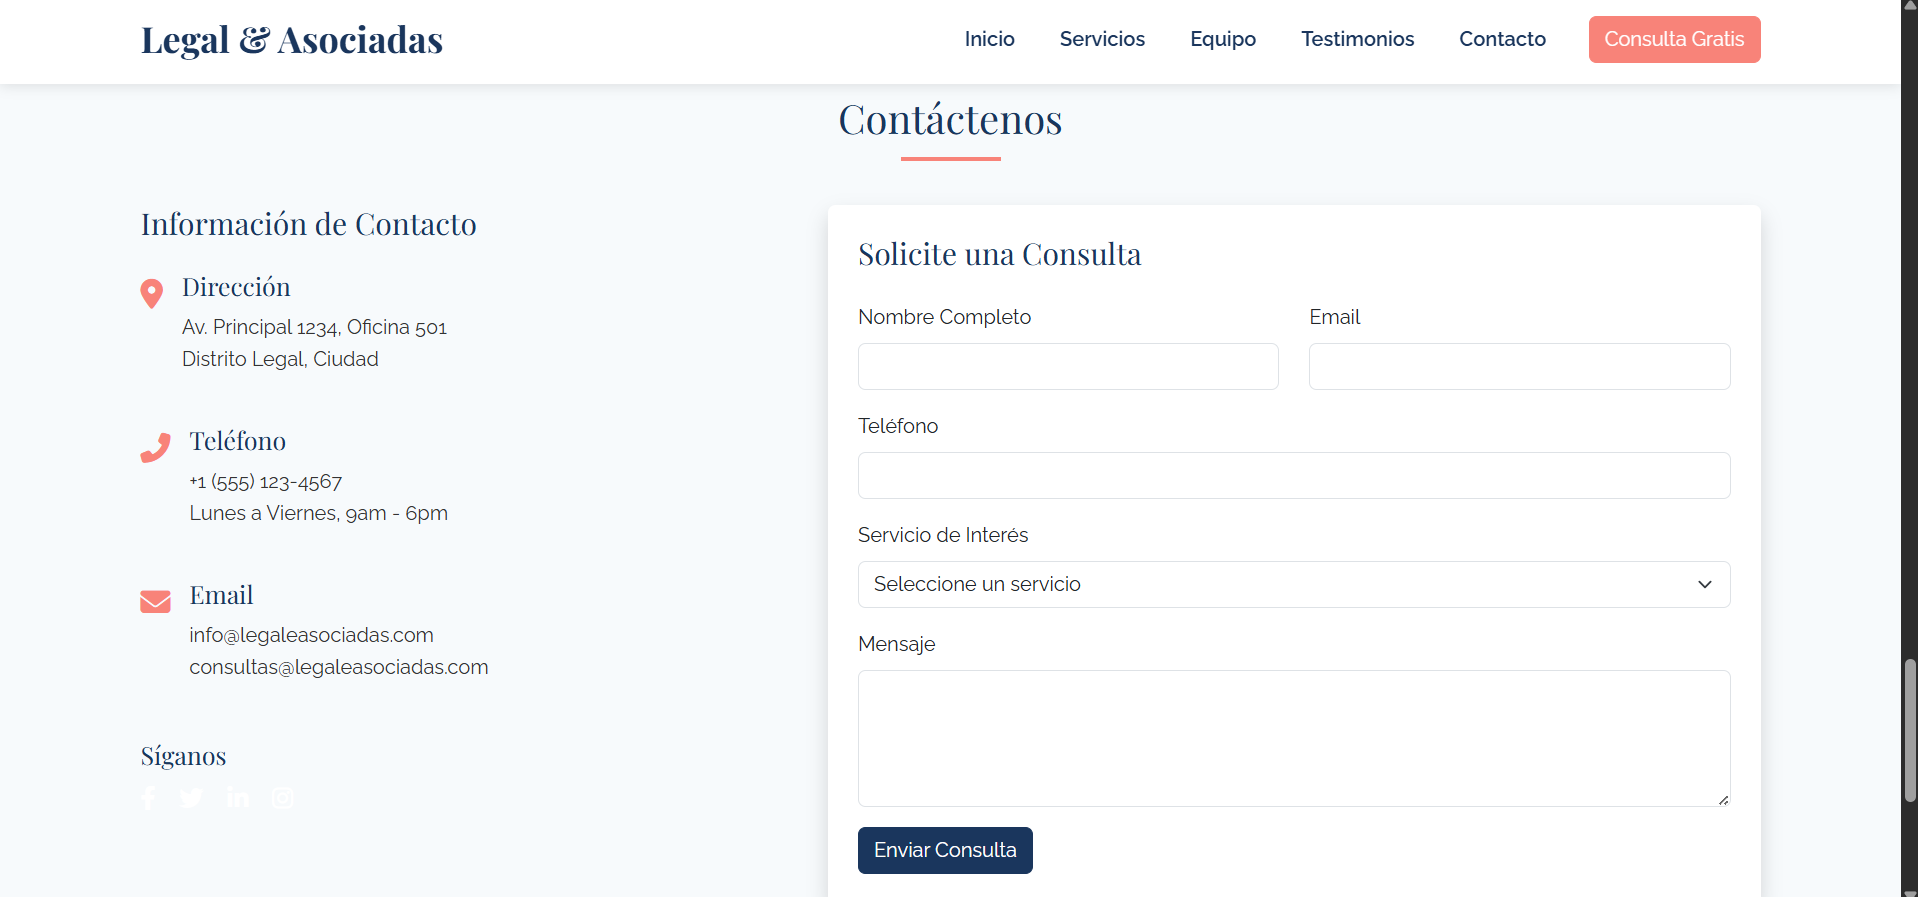 Legal & Asociadas
Inicio
Servicios
Equipo
Testimonios
Contacto
Consulta Gratis
Contáctenos
Información de Contacto
Dirección
Av. Principal 1234, Oficina 501
Distrito Legal, Ciudad
Teléfono
+1 (555) 123-4567
Lunes a Viernes, 9am - 6pm
Email
info@legaleasociadas.com
consultas@legaleasociadas.com
Síganos
Solicite una Consulta
Nombre Completo
Email
Teléfono
Servicio de Interés
Seleccione un servicio
Mensaje
Enviar Consulta